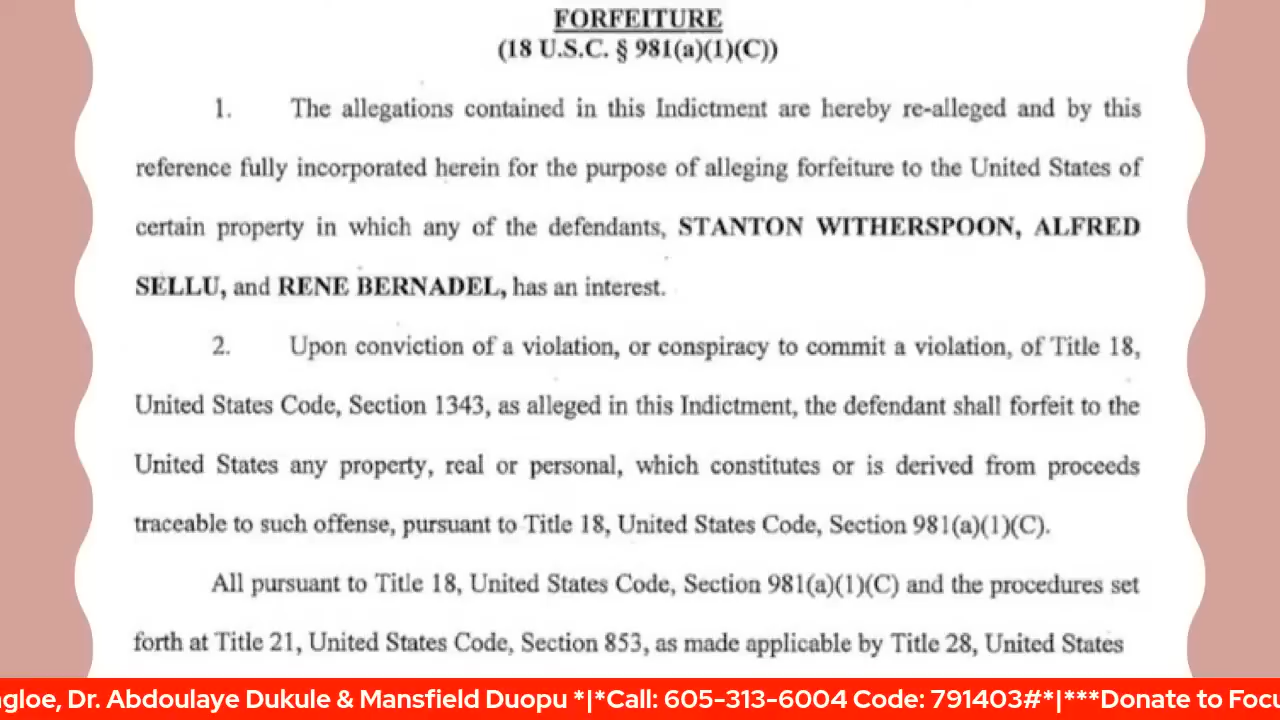 FORFEITURE
(18 U.S.C. § 981(a)(1)(C))
1. The allegations contained in this Indictment are hereby re-alleged and by this
reference fully incorporated herein for the purpose of alleging forfeiture to the United States of
certain property in which any of the defendants, STANTON WITHERSPOON, ALFRED
SELLU, and RENE BERNADEL, has an interest.
2. Upon conviction of a violation, or conspiracy to commit a violation, of Title 18,
United States Code, Section 1343, as alleged in this Indictment, the defendant shall forfeit to the
United States any property, real or personal, which constitutes or is derived from proceeds
traceable to such offense, pursuant to Title 18, United States Code, Section 981(a)(1)(C).
All pursuant to Title 18, United States Code, Section 981(a)(1)(C) and the procedures set
forth at Title 21, United States Code, Section 853, as made applicable by Title 28, United States
gloe, Dr. Abdoulaye Dukule & Mansfield Duopu *|*Call: 605-313-6004 Code: 791403#*|***Donate to Focu